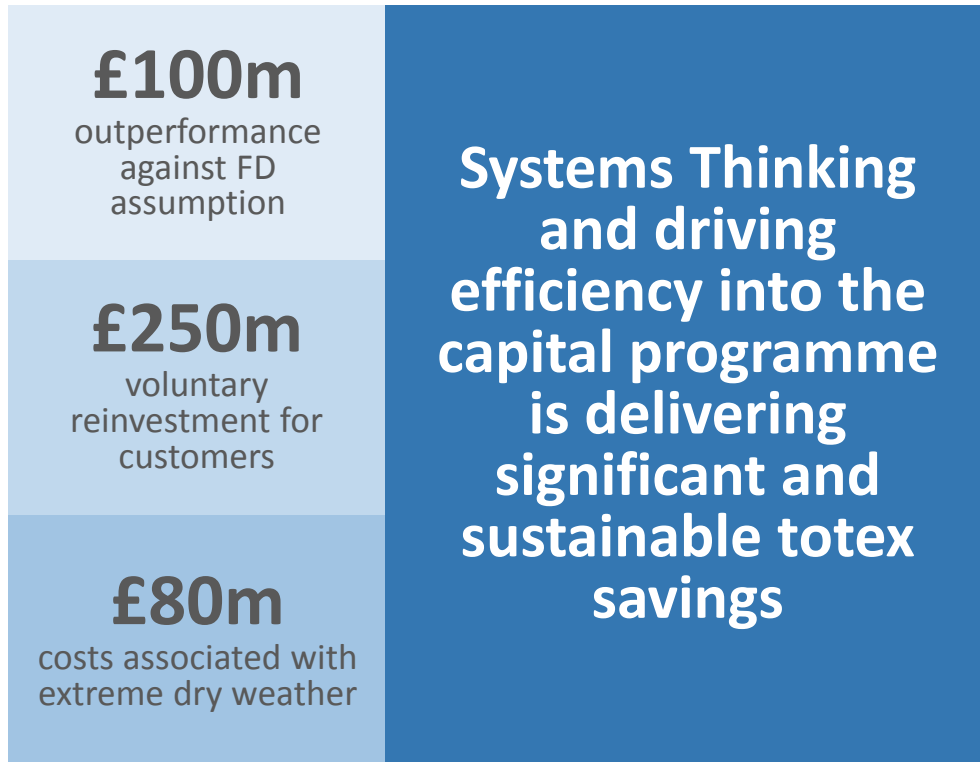 £100m
outperformance
against FD
assumption
£250m
voluntary
reinvestment for
customers
£80m
costs associated with
extreme dry weather
Systems Thinking
and driving
efficiency into the
capital programme
is delivering
significant and
sustainable totex
savings